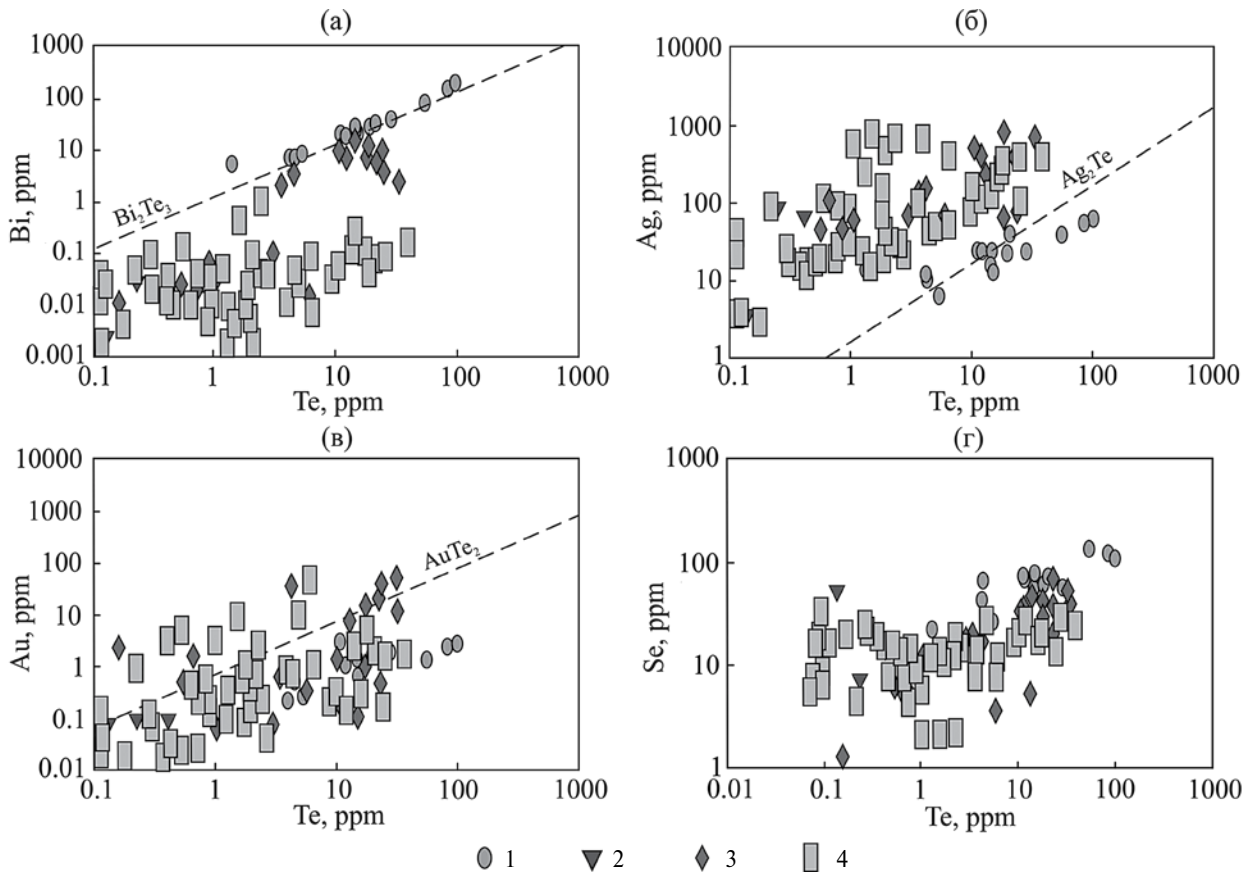 (а)
1000
100
10
1
0.1
0.01
0.001
Bi, ppm
Bi₂Te₃
0.1 1 10 100 1000
Te, ppm
(б)
10000
1000
100
10
1
Ag, ppm
Ag₂Te
0.1 1 10 100 1000
Te, ppm
(в)
10000
1000
100
10
1
0.1
0.01
Au, ppm
AuTe₂
0.1 1 10 100 1000
Te, ppm
(г)
1000
100
10
1
Se, ppm
0.01 0.1 1 10 100 1000
Te, ppm
1 2 3 4